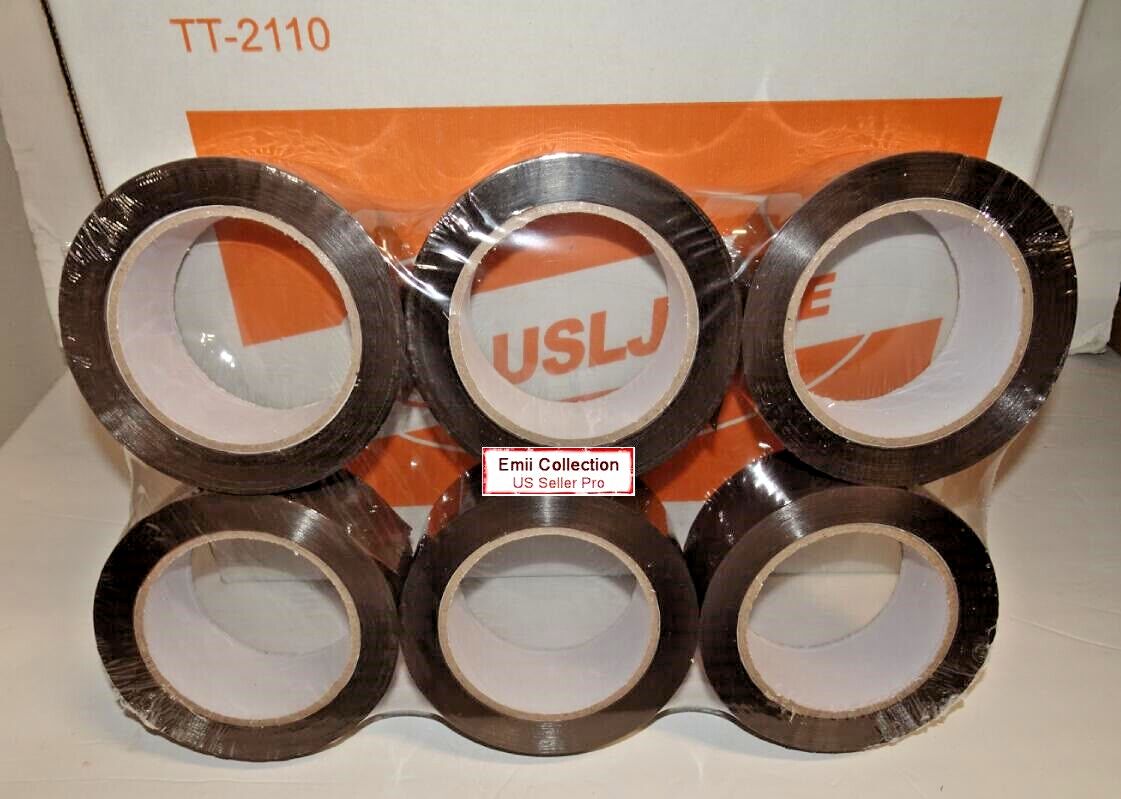 TT-2110
USLJ E
Emii Collection
US Seller Pro